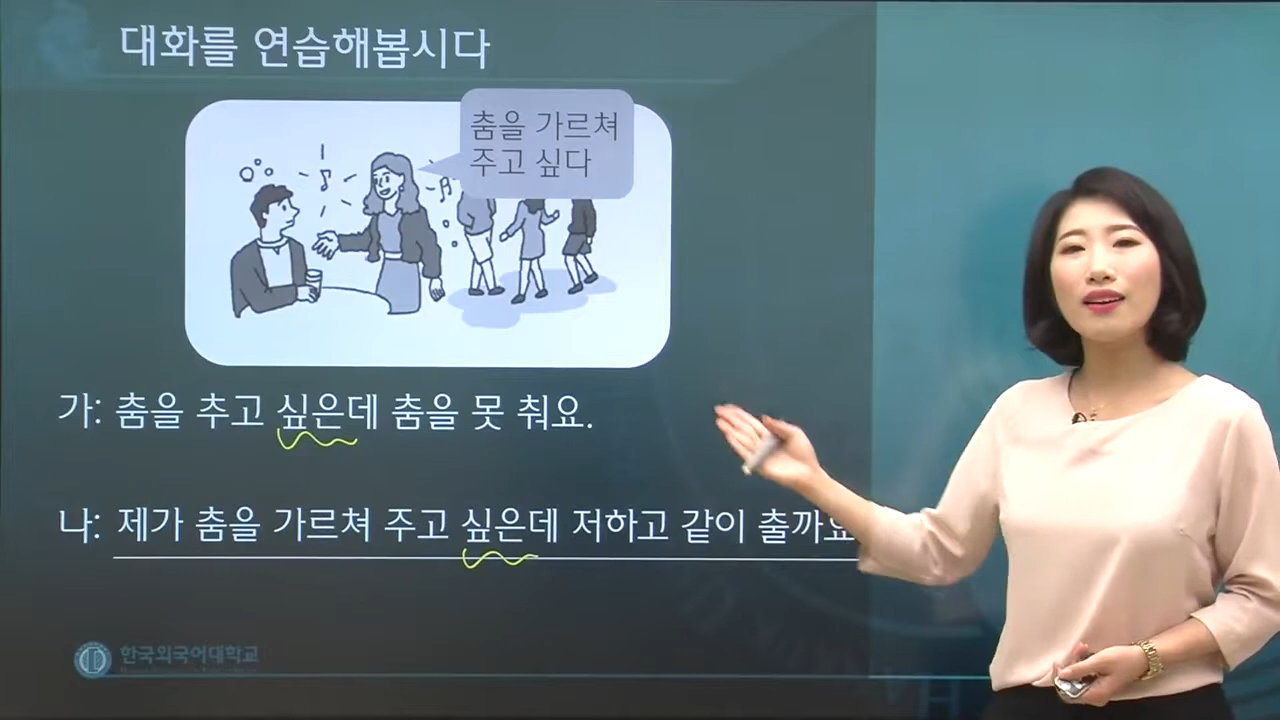 대화를 연습해봅시다
춤을 가르쳐
주고 싶다
가: 춤을 추고 싶은데 춤을 못 춰요.
나: 제가 춤을 가르쳐 주고 싶은데 저하고 같이 출까요
한국외국어대학교